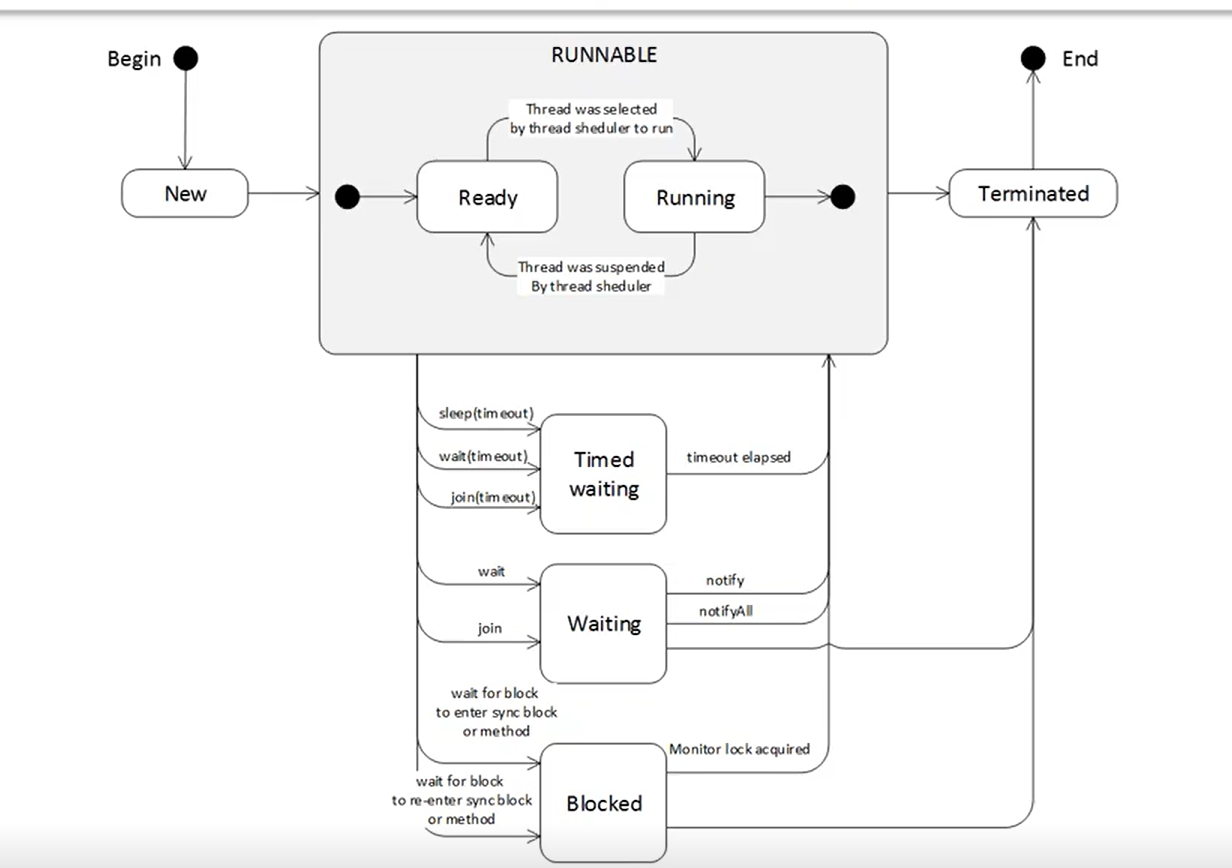 Begin
RUNNABLE
End
Thread was selected
by thread sheduler to run
New
Ready
Running
Terminated
Thread was suspended
By thread sheduler
sleep(timeout)
wait(timeout)
join(timeout)
Timed
waiting
timeout elapsed
wait
join
Waiting
notify
notifyAll
wait for block
to enter sync block
or method
wait for block
to re-enter sync block
or method
Blocked
Monitor lock acquired